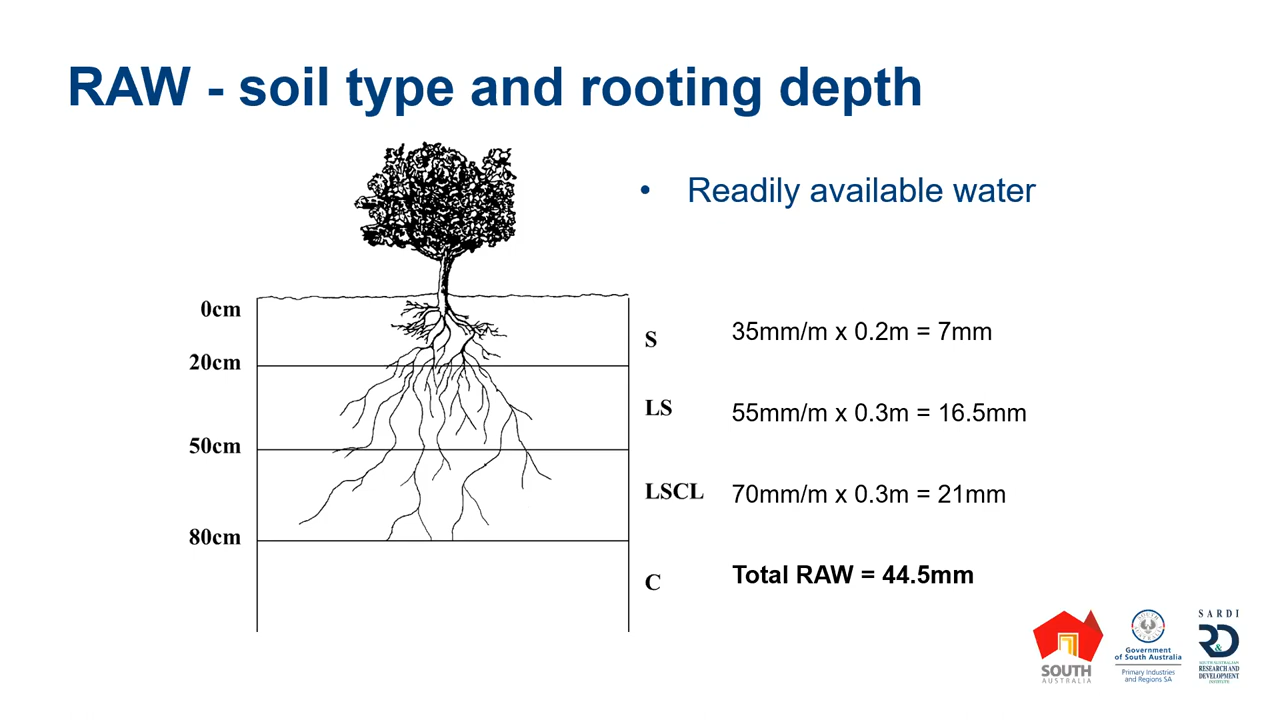 RAW - soil type and rooting depth
• Readily available water
0cm
S 35mm/m x 0.2m = 7mm
20cm
LS 55mm/m x 0.3m = 16.5mm
50cm
LSCL 70mm/m x 0.3m = 21mm
80cm
C Total RAW = 44.5mm
SOUTH
AUSTRALIA
Government
of South Australia
Primary Industries
and Regions SA
SARDI
R&D
SOUTH AUSTRALIAN
RESEARCH AND
DEVELOPMENT
INSTITUTE